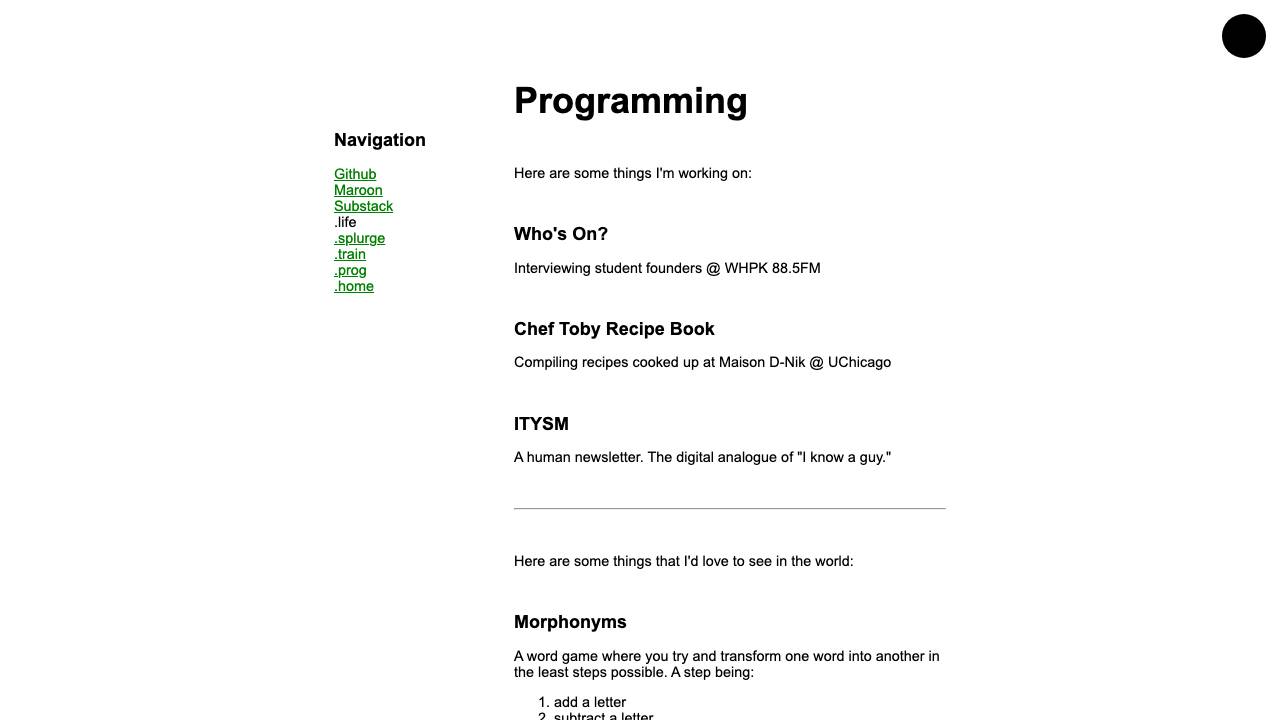 Programming
Navigation
Github
Maroon
Substack
.life
.splurge
.train
.prog
.home
Here are some things I'm working on:
Who's On?
Interviewing student founders @ WHPK 88.5FM
Chef Toby Recipe Book
Compiling recipes cooked up at Maison D-Nik @ UChicago
ITYSM
A human newsletter. The digital analogue of "I know a guy."
Here are some things that I'd love to see in the world:
Morphonyms
A word game where you try and transform one word into another in
the least steps possible. A step being:
1. add a letter
2. subtract a letter